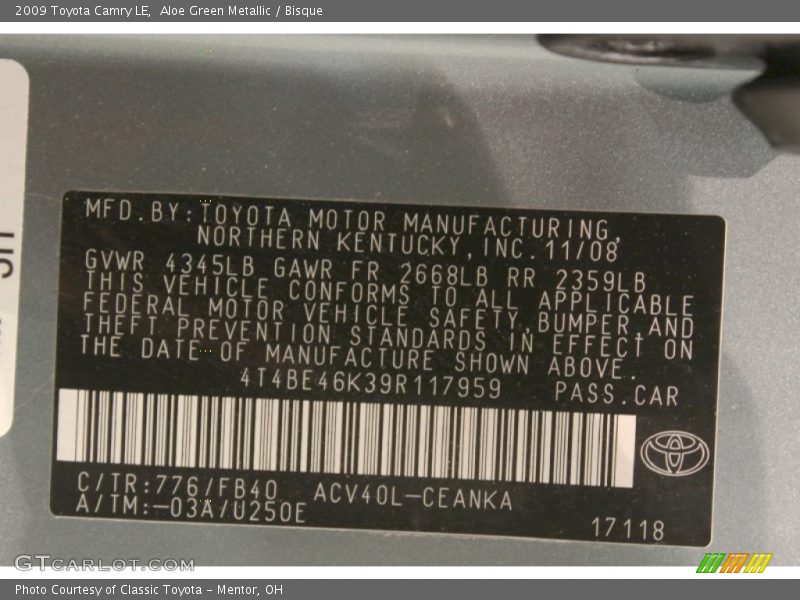 2009 Toyota Camry LE,  Aloe Green Metallic / Bisque
MFD.BY:TOYOTA MOTOR MANUFACTURING,
NORTHERN KENTUCKY,INC.11/08
GVWR 4345LB GAWR FR 2668LB RR 2359LB
THIS VEHICLE CONFORMS TO ALL APPLICABLE
FEDERAL MOTOR VEHICLE SAFETY,BUMPER AND
THEFT PREVENTION STANDARDS IN EFFECT ON
THE DATE OF MANUFACTURE SHOWN ABOVE.
4T4BE46K39R117959 PASS.CAR
C/TR:776/FB40 ACV40L-CEANKA
A/TM:-03A/U250E
17118
GTCARLOT.COM
Photo Courtesy of Classic Toyota - Mentor, OH